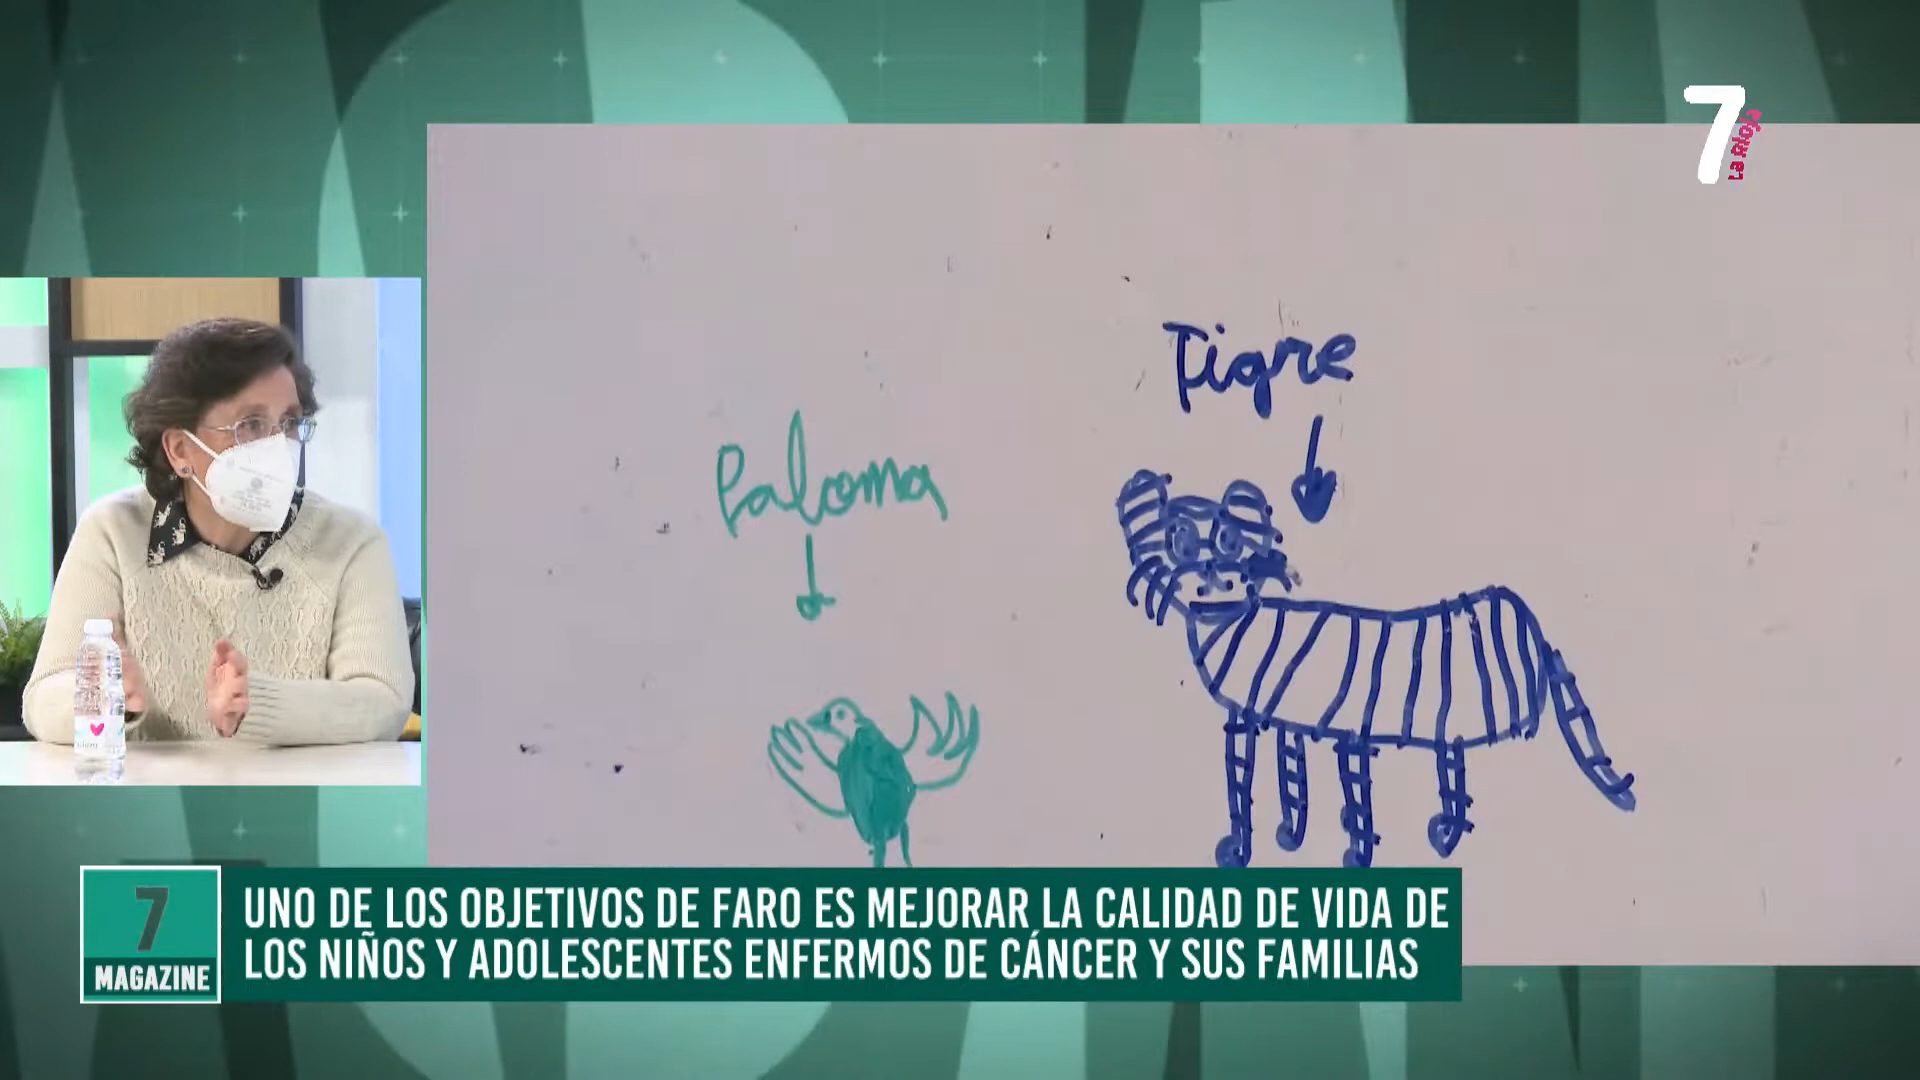 7
La Rioja
Tigre
Paloma
7
MAGAZINE
UNO DE LOS OBJETIVOS DE FARO ES MEJORAR LA CALIDAD DE VIDA DE
LOS NIÑOS Y ADOLESCENTES ENFERMOS DE CÁNCER Y SUS FAMILIAS